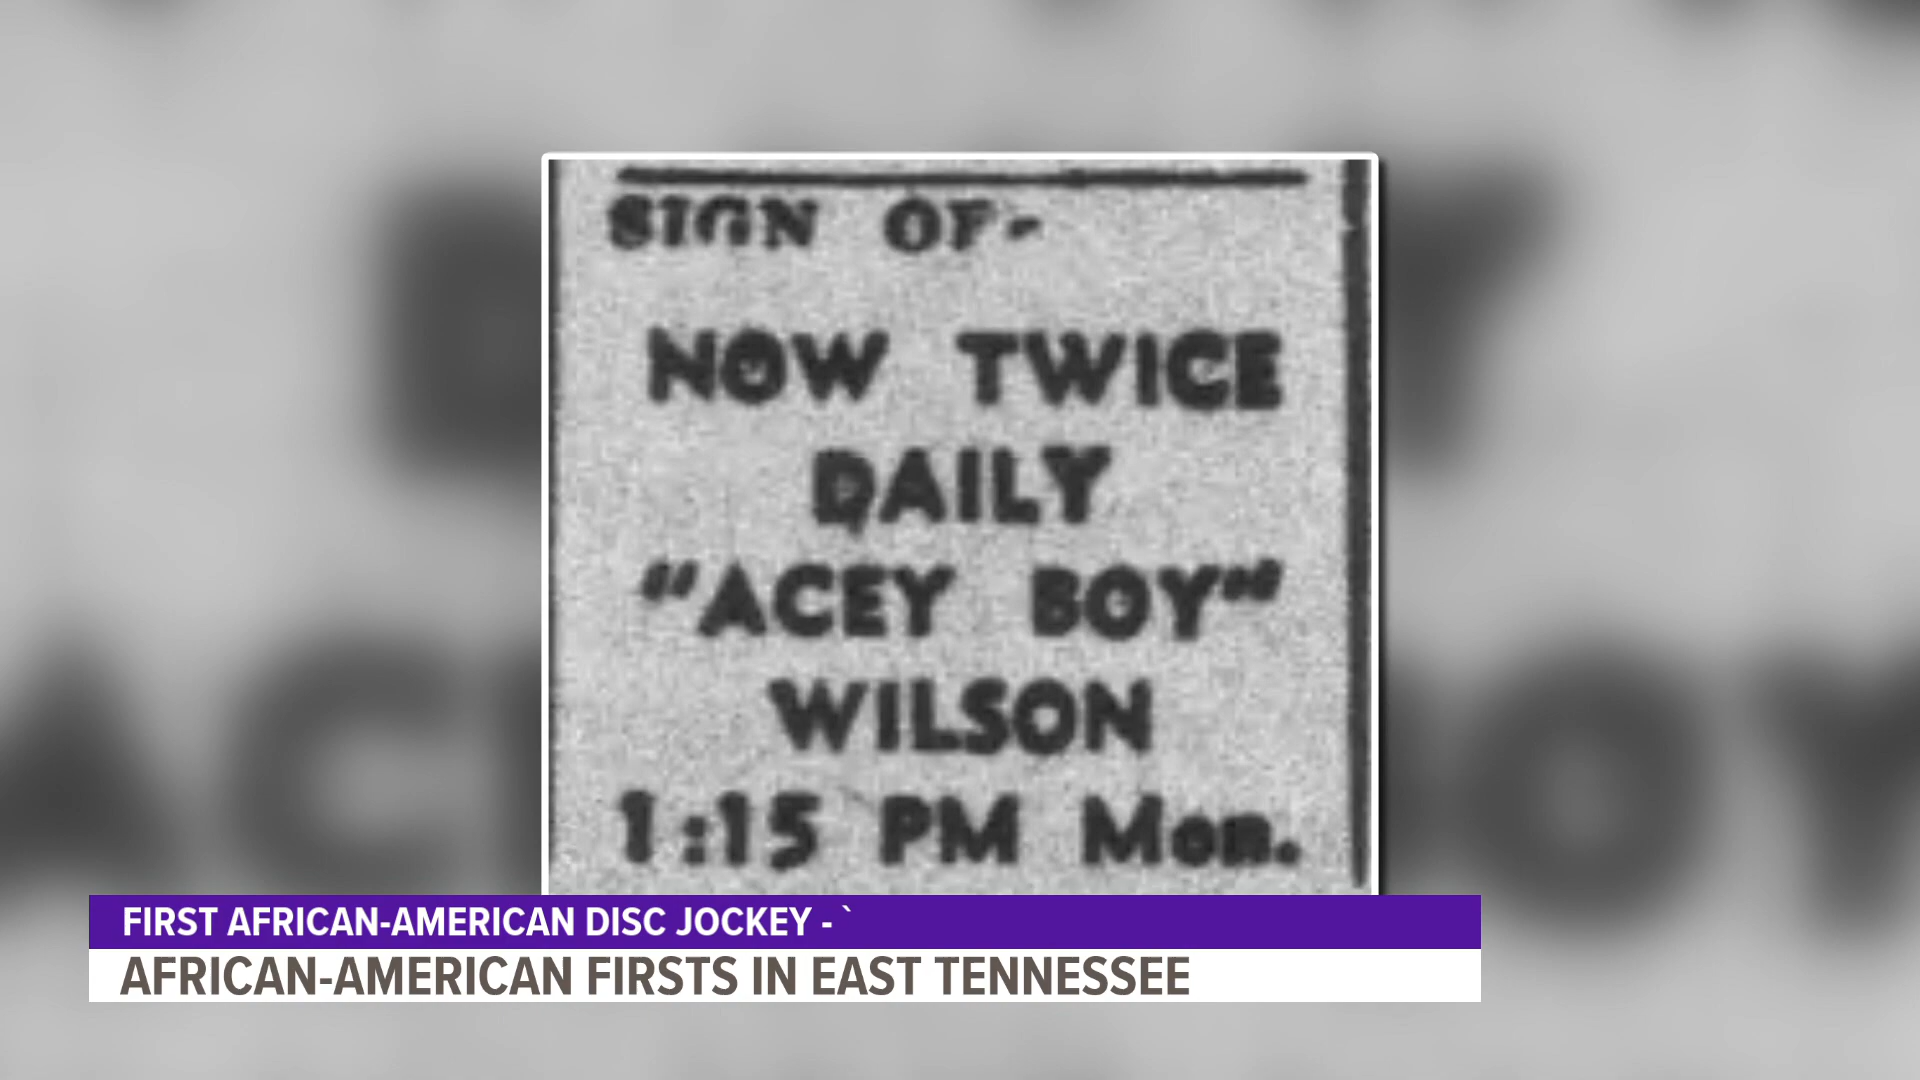 SIGN OF-
NOW TWICE
DAILY
"ACEY BOY"
WILSON
1:15 PM Mon.
FIRST AFRICAN-AMERICAN DISC JOCKEY - `
AFRICAN-AMERICAN FIRSTS IN EAST TENNESSEE